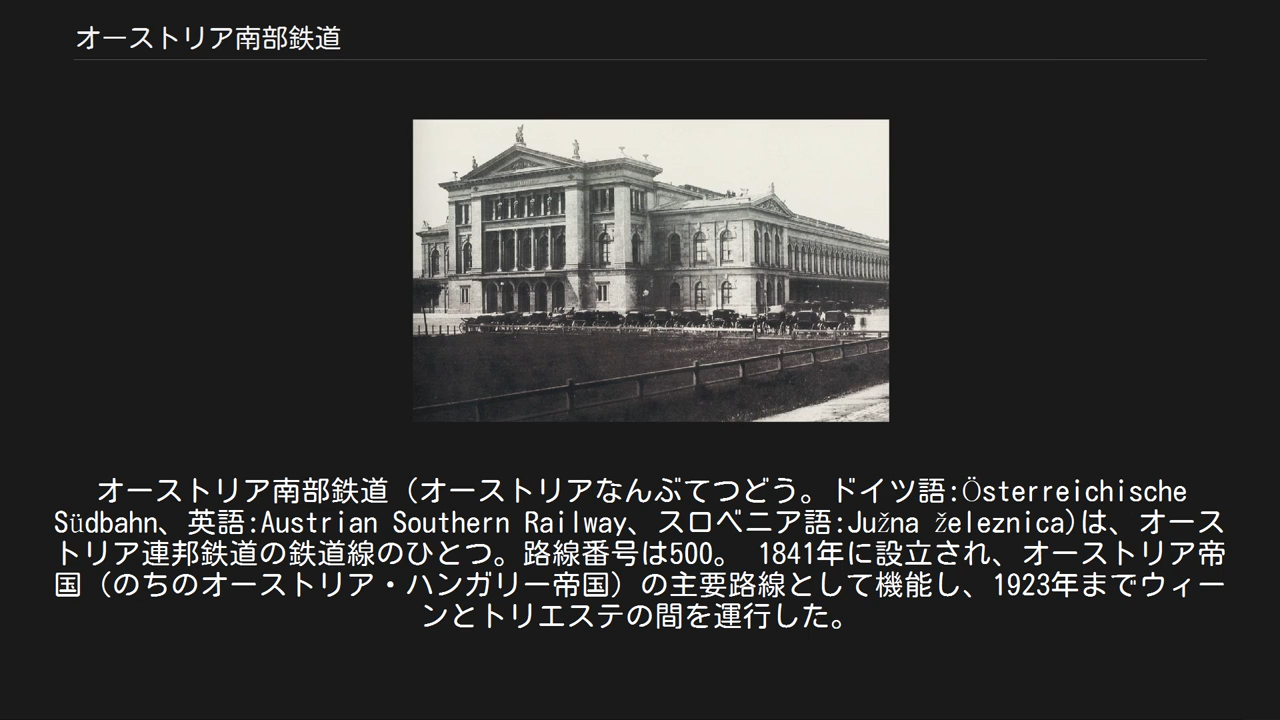 オーストリア南部鉄道
オーストリア南部鉄道（オーストリアなんぶてつどう。ドイツ語:Österreichische
Südbahn、英語:Austrian Southern Railway、スロベニア語:Južna železnica)は、オース
トリア連邦鉄道の鉄道線のひとつ。路線番号は500。 1841年に設立され、オーストリア帝
国（のちのオーストリア・ハンガリー帝国）の主要路線として機能し、1923年までウィー
ンとトリエステの間を運行した。